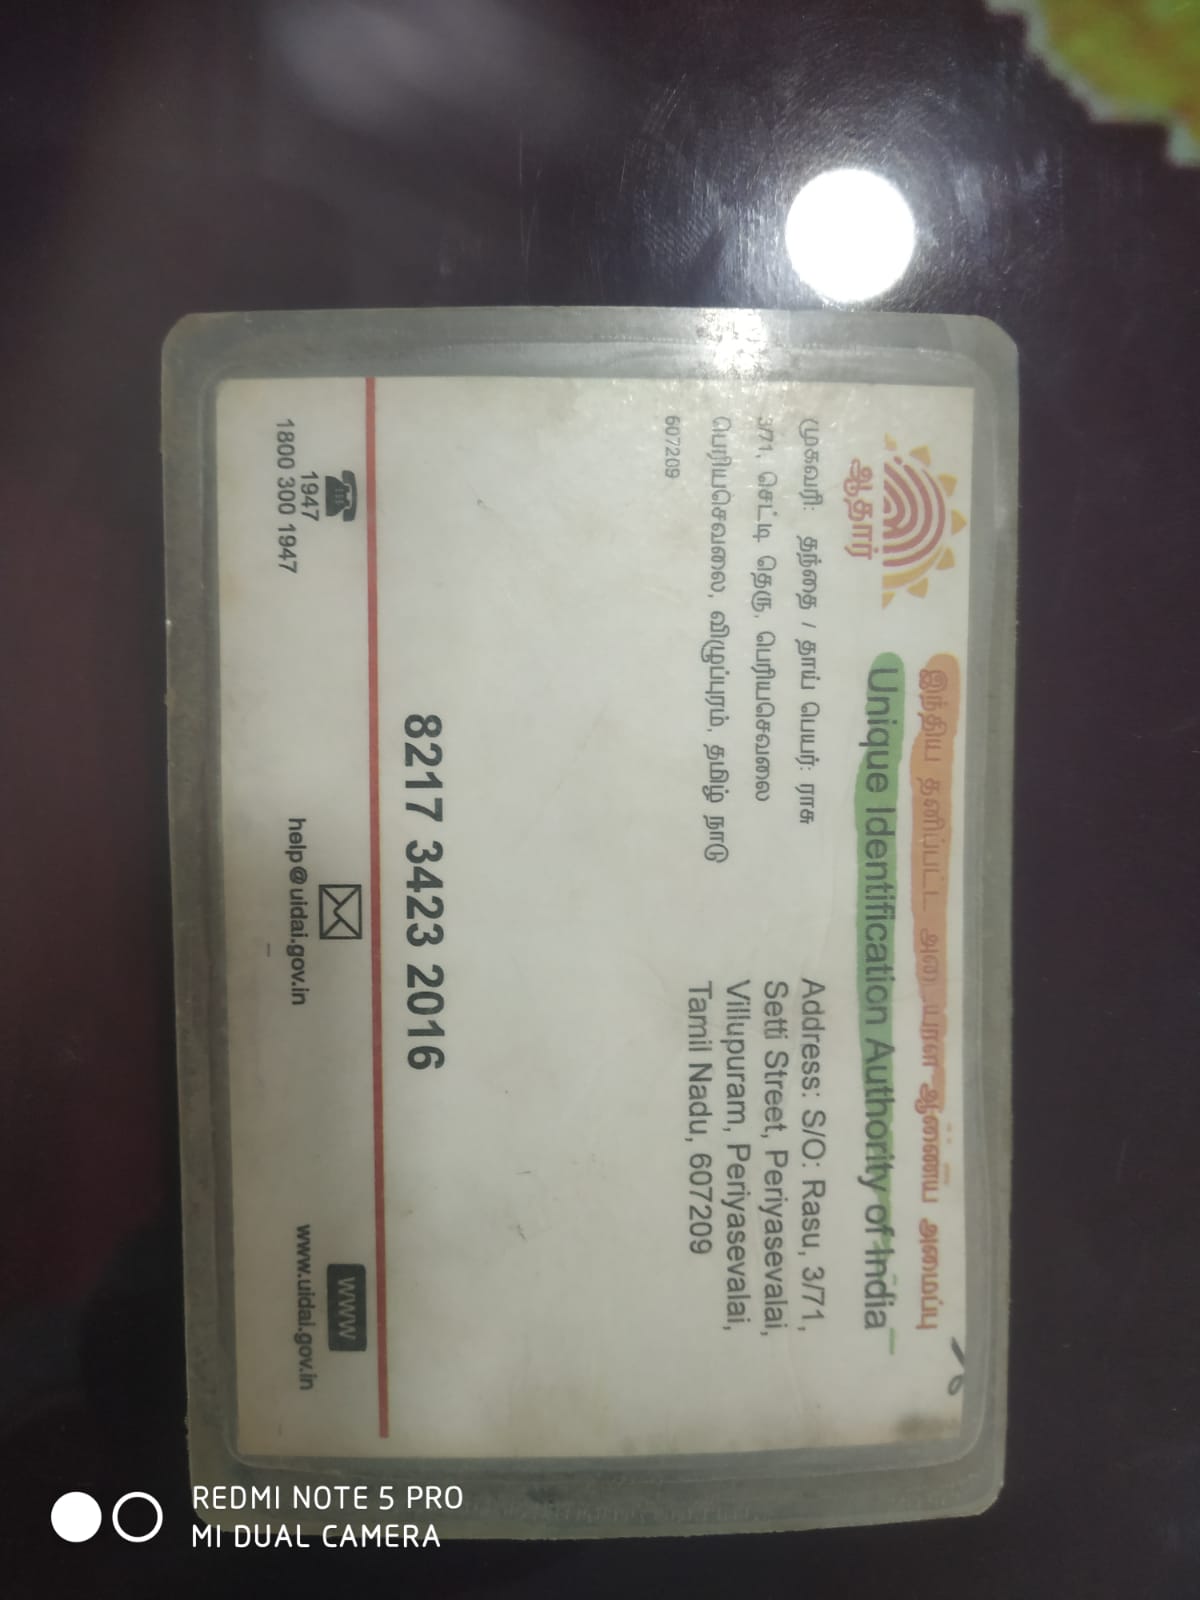 இந்திய தனிப்பட்ட அடையாள ஆணைய அமைப்பு
Unique Identification Authority of India
ஆதார்
முகவரி: தந்தை / தாய் பெயர்: ராசு
3/71, செட்டி தெரு, பெரியசெவலை
பெரியசெவலை, விழுப்புரம், தமிழ் நாடு
607209
Address: S/O: Rasu, 3/71,
Setti Street, Periyasevalai,
Villupuram, Periyasevalai,
Tamil Nadu, 607209
8217 3423 2016
1947
1800 300 1947
help@uidai.gov.in
WWW
www.uidai.gov.in
REDMI NOTE 5 PRO
MI DUAL CAMERA